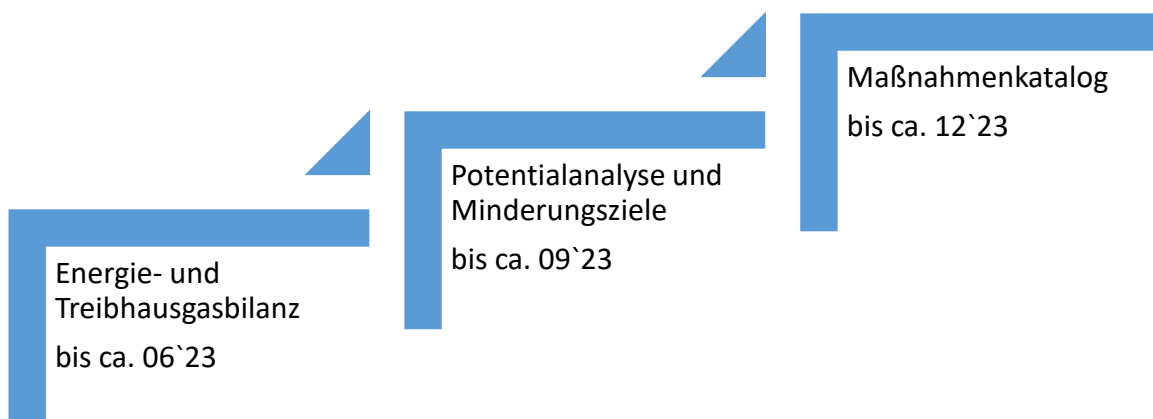 Energie- und
Treibhausgasbilanz
bis ca. 06`23
Potentialanalyse und
Minderungsziele
bis ca. 09`23
Maßnahmenkatalog
bis ca. 12`23